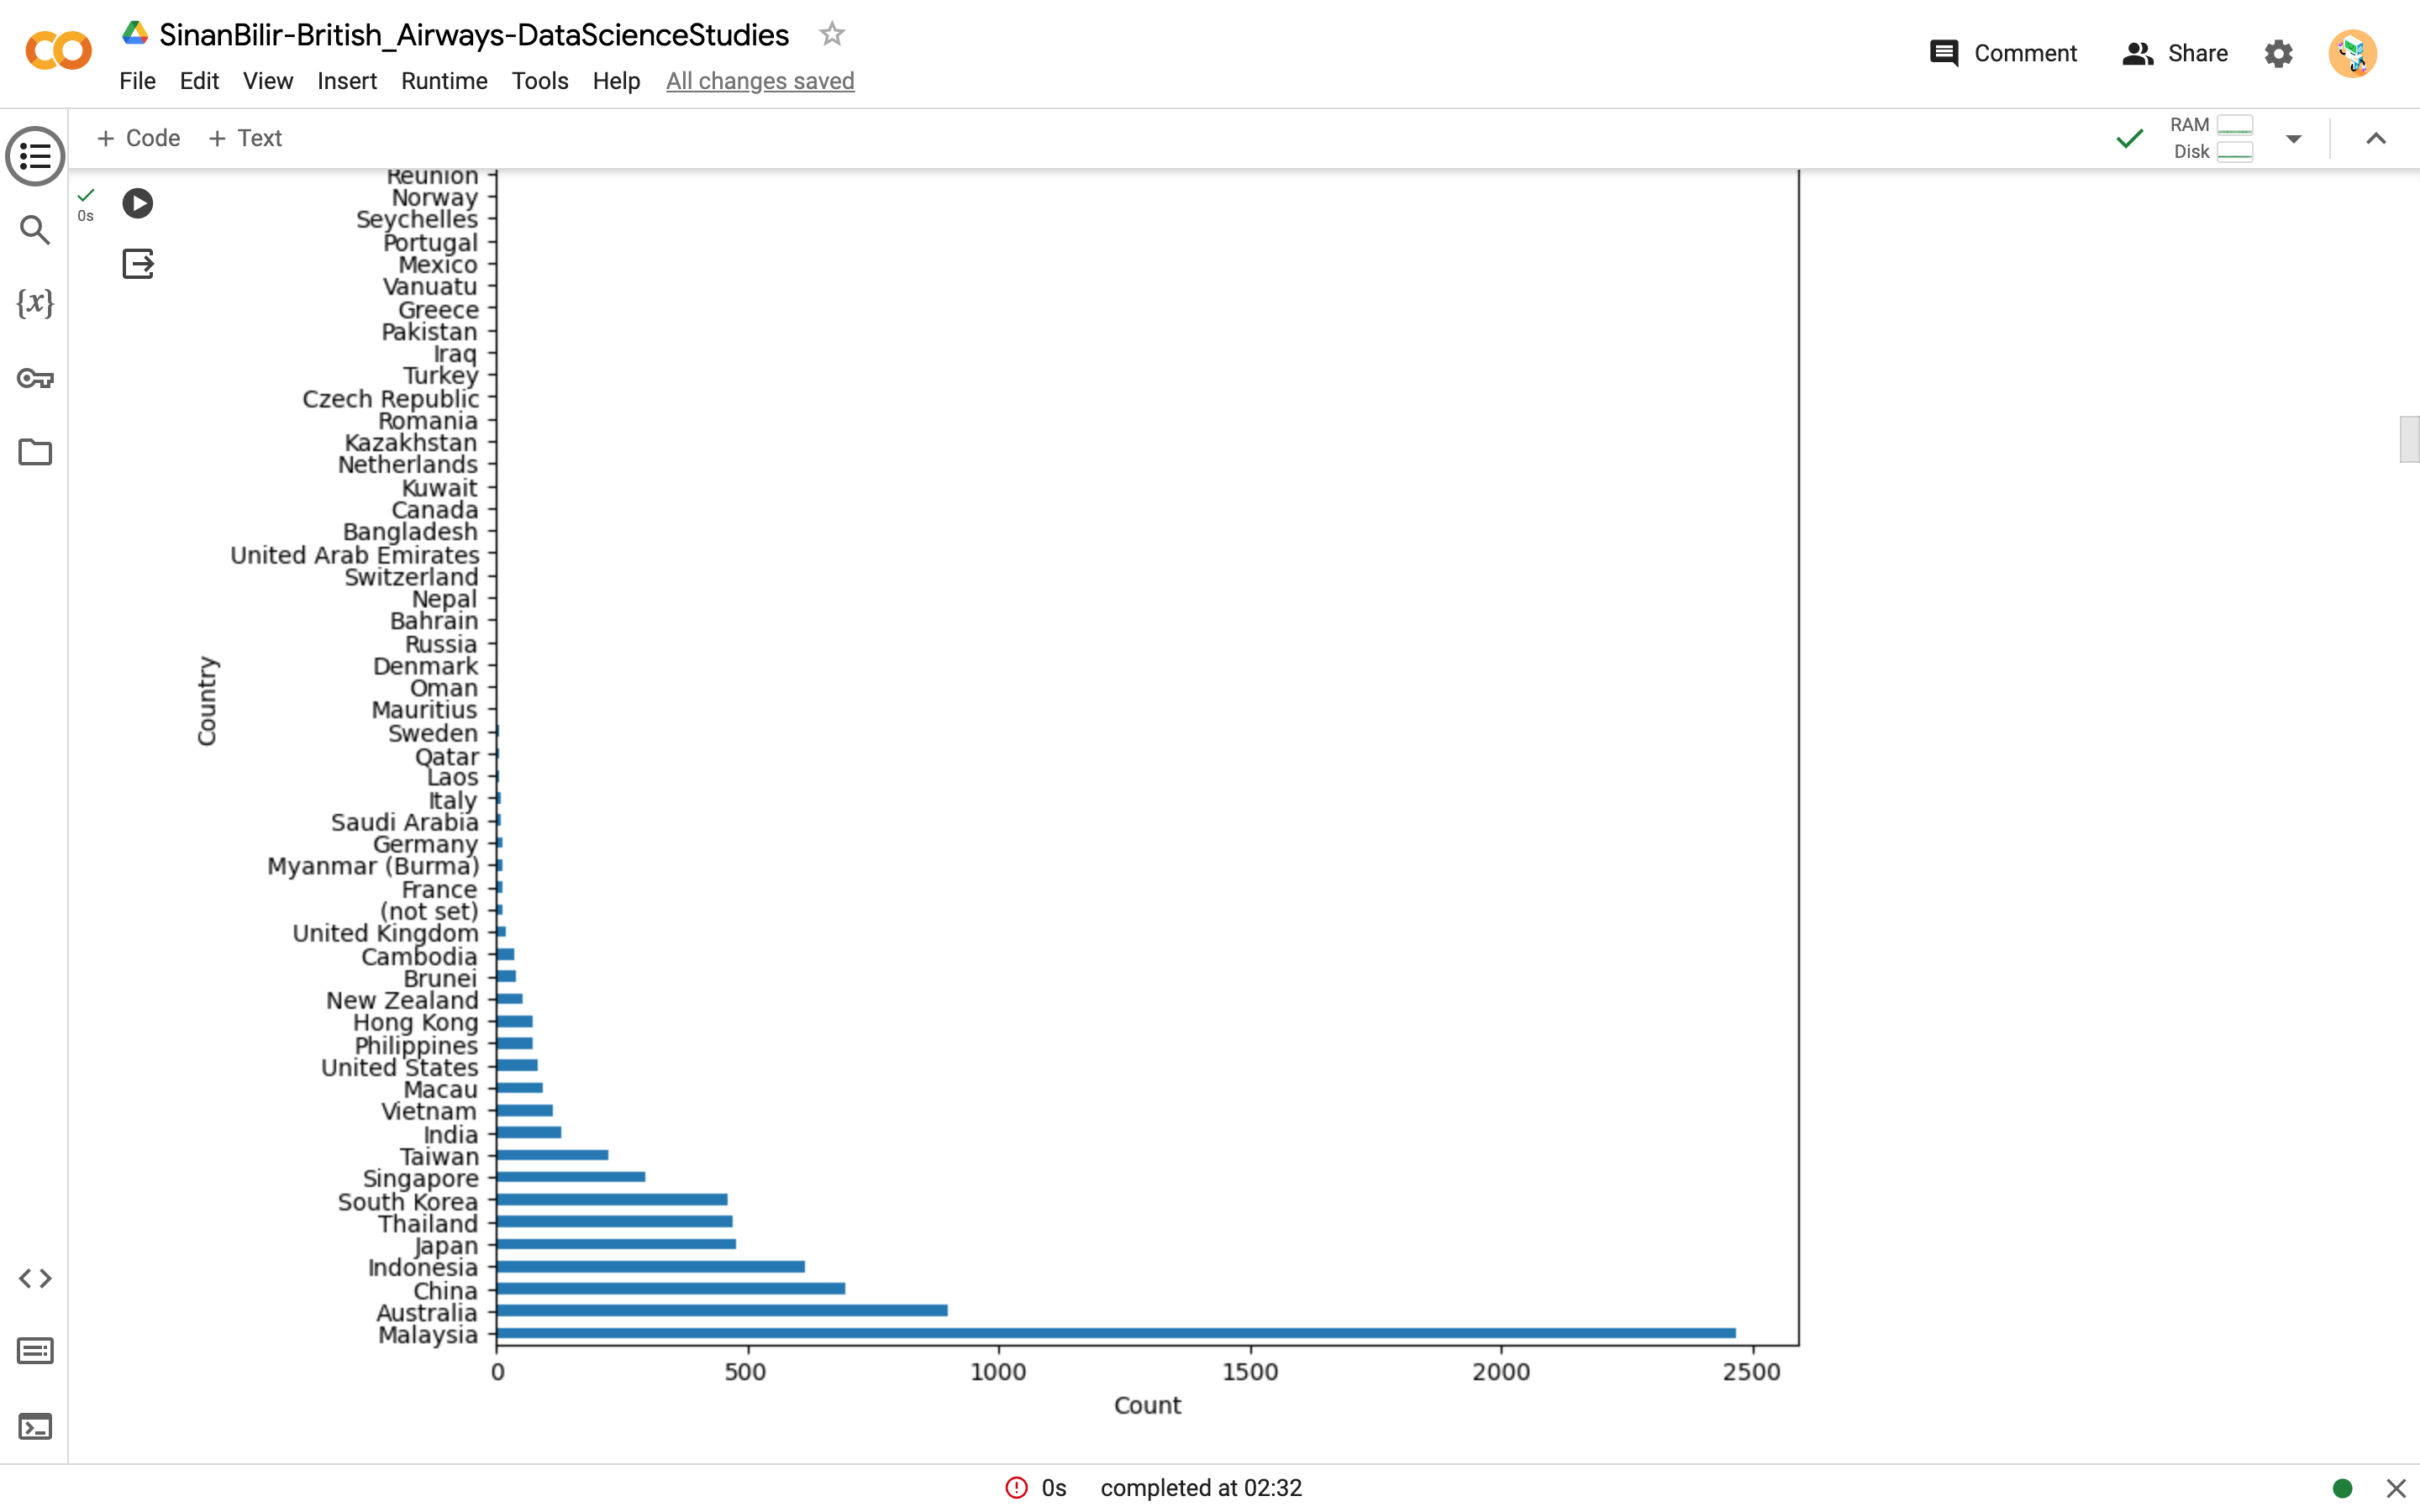 SinanBilir-British_Airways-DataScienceStudies
File Edit View Insert Runtime Tools Help All changes saved
Comment
Share
+ Code + Text
RAM
Disk
0s
{x}
Reunion
Norway
Seychelles
Portugal
Mexico
Vanuatu
Greece
Pakistan
Iraq
Turkey
Czech Republic
Romania
Kazakhstan
Netherlands
Kuwait
Canada
Bangladesh
United Arab Emirates
Switzerland
Nepal
Bahrain
Russia
Denmark
Oman
Mauritius
Sweden
Qatar
Laos
Italy
Saudi Arabia
Germany
Myanmar (Burma)
France
(not set)
United Kingdom
Cambodia
Brunei
New Zealand
Hong Kong
Philippines
United States
Macau
Vietnam
India
Taiwan
Singapore
South Korea
Thailand
Japan
Indonesia
China
Australia
Malaysia
Country
0 500 1000 1500 2000 2500
Count
0s completed at 02:32